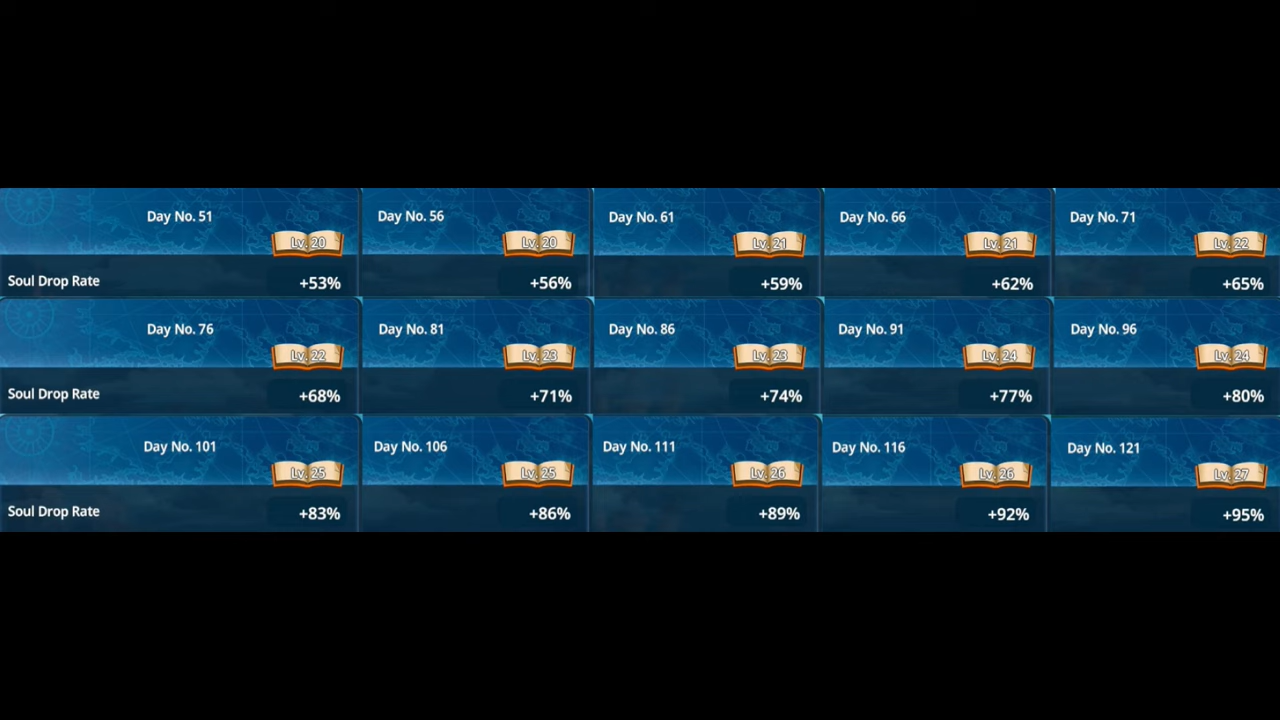 Day No. 51 Day No. 56 Day No. 61 Day No. 66 Day No. 71
Lv. 20 Lv. 20 Lv. 21 Lv. 21 Lv. 22
Soul Drop Rate +53% +56% +59% +62% +65%
Day No. 76 Day No. 81 Day No. 86 Day No. 91 Day No. 96
Lv. 22 Lv. 23 Lv. 23 Lv. 24 Lv. 24
Soul Drop Rate +68% +71% +74% +77% +80%
Day No. 101 Day No. 106 Day No. 111 Day No. 116 Day No. 121
Lv. 25 Lv. 25 Lv. 26 Lv. 26 Lv. 27
Soul Drop Rate +83% +86% +89% +92% +95%